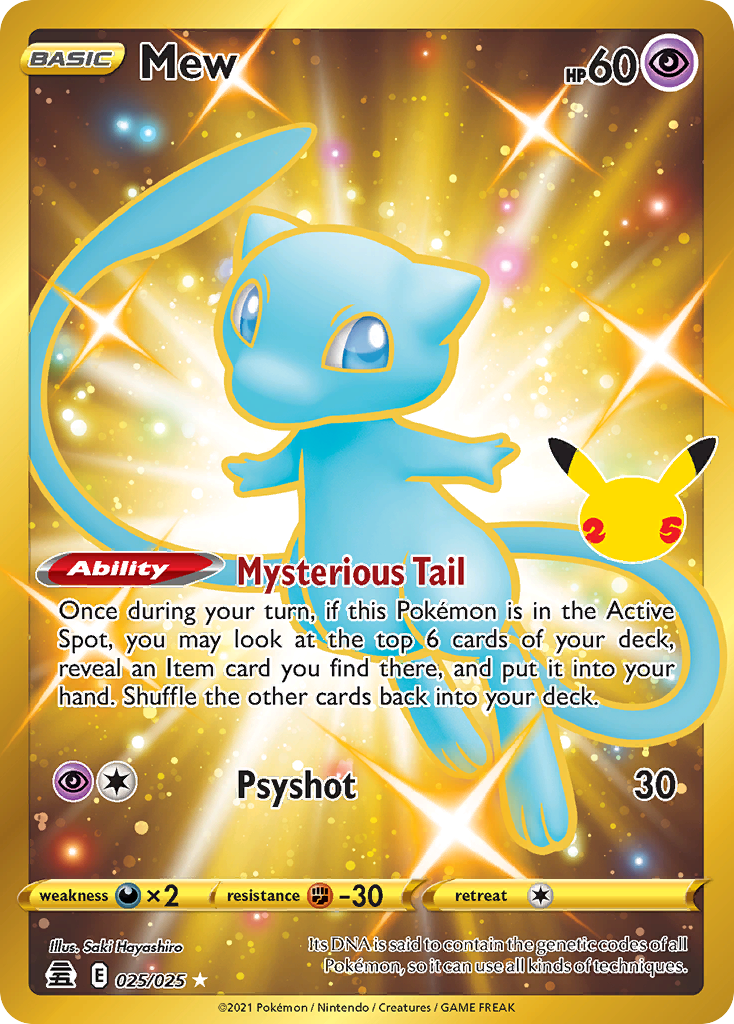 BASIC Mew HP 60
25
Ability Mysterious Tail
Once during your turn, if this Pokémon is in the Active
Spot, you may look at the top 6 cards of your deck,
reveal an Item card you find there, and put it into your
hand. Shuffle the other cards back into your deck.
Psyshot 30
weakness ×2 resistance -30 retreat
Illus. Saki Hayashiro
Its DNA is said to contain the genetic codes of all
Pokémon, so it can use all kinds of techniques.
E 025/025
©2021 Pokémon / Nintendo / Creatures / GAME FREAK